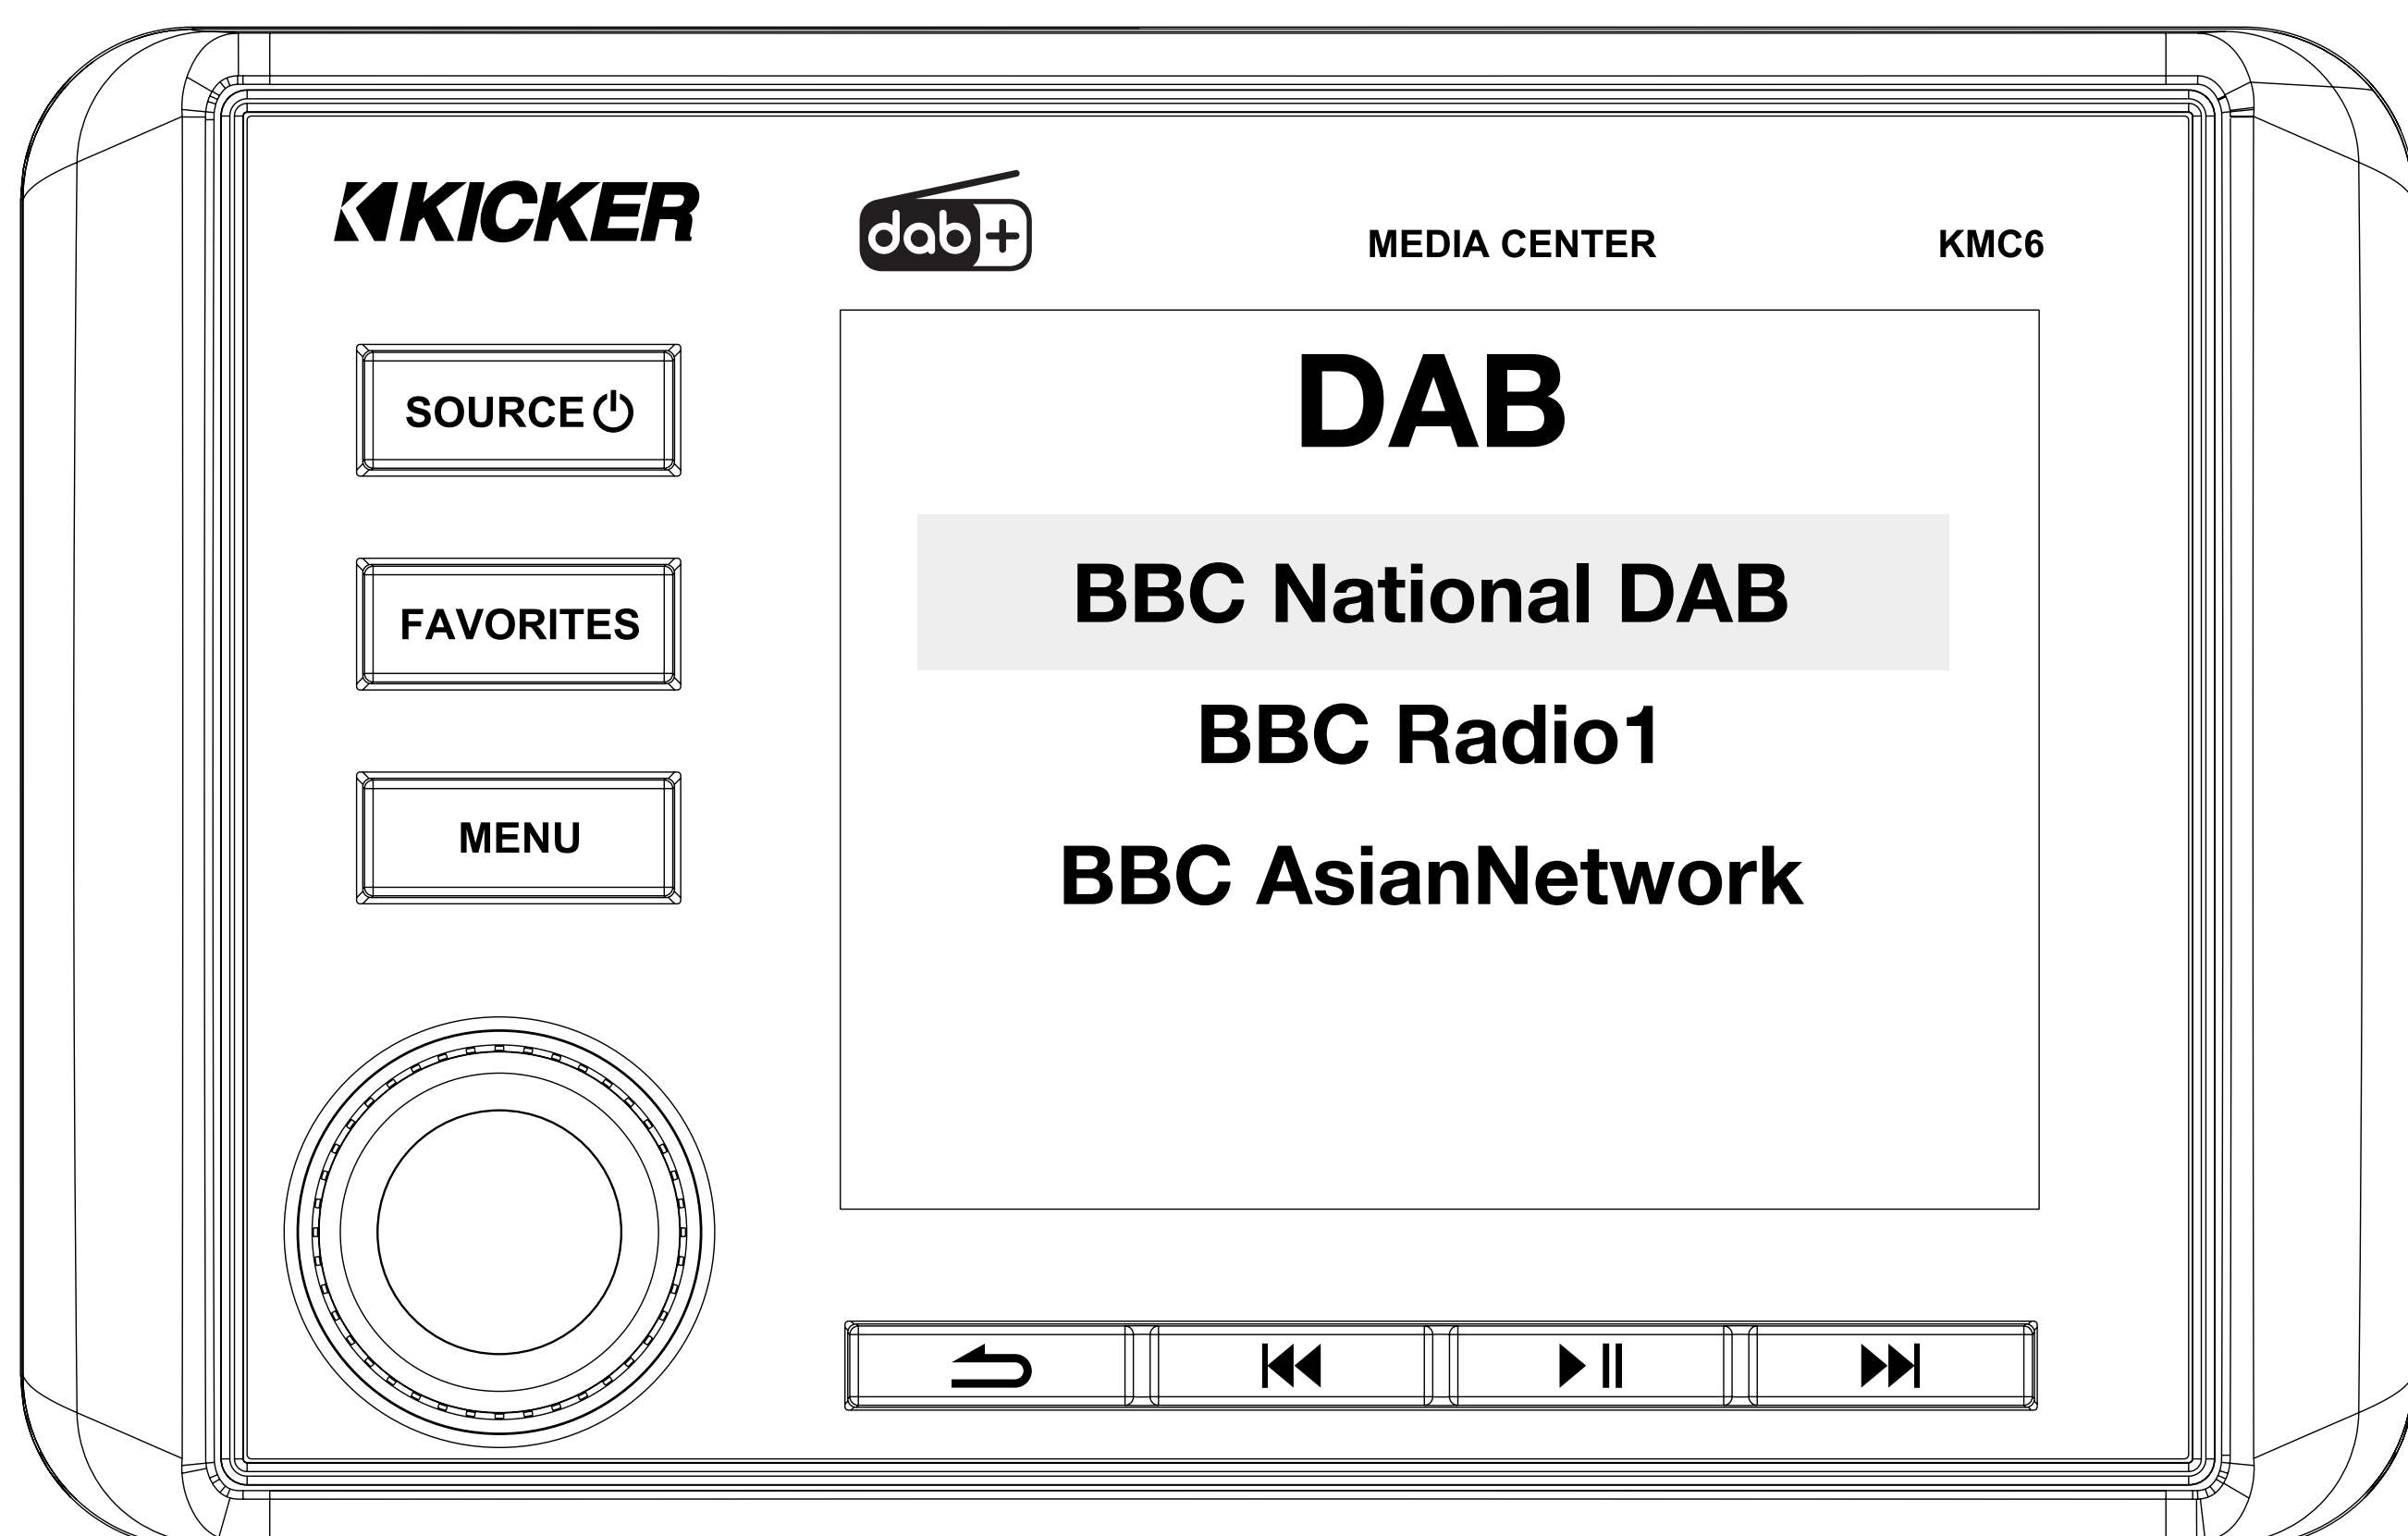 KICKER
dab+
MEDIA CENTER
KMC6
SOURCE
FAVORITES
MENU
DAB
BBC National DAB
BBC Radio1
BBC AsianNetwork